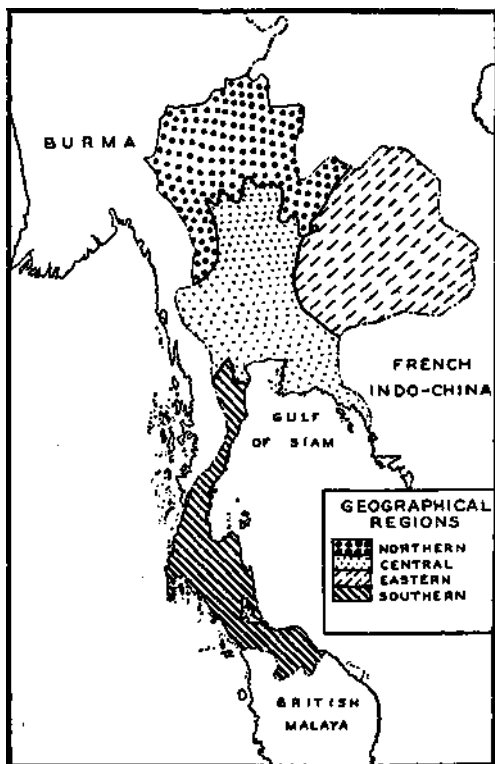 BURMA
FRENCH
INDO-CHINA
GULF
OF SIAM
GEOGRAPHICAL
REGIONS
NORTHERN
CENTRAL
EASTERN
SOUTHERN
BRITISH
MALAYA